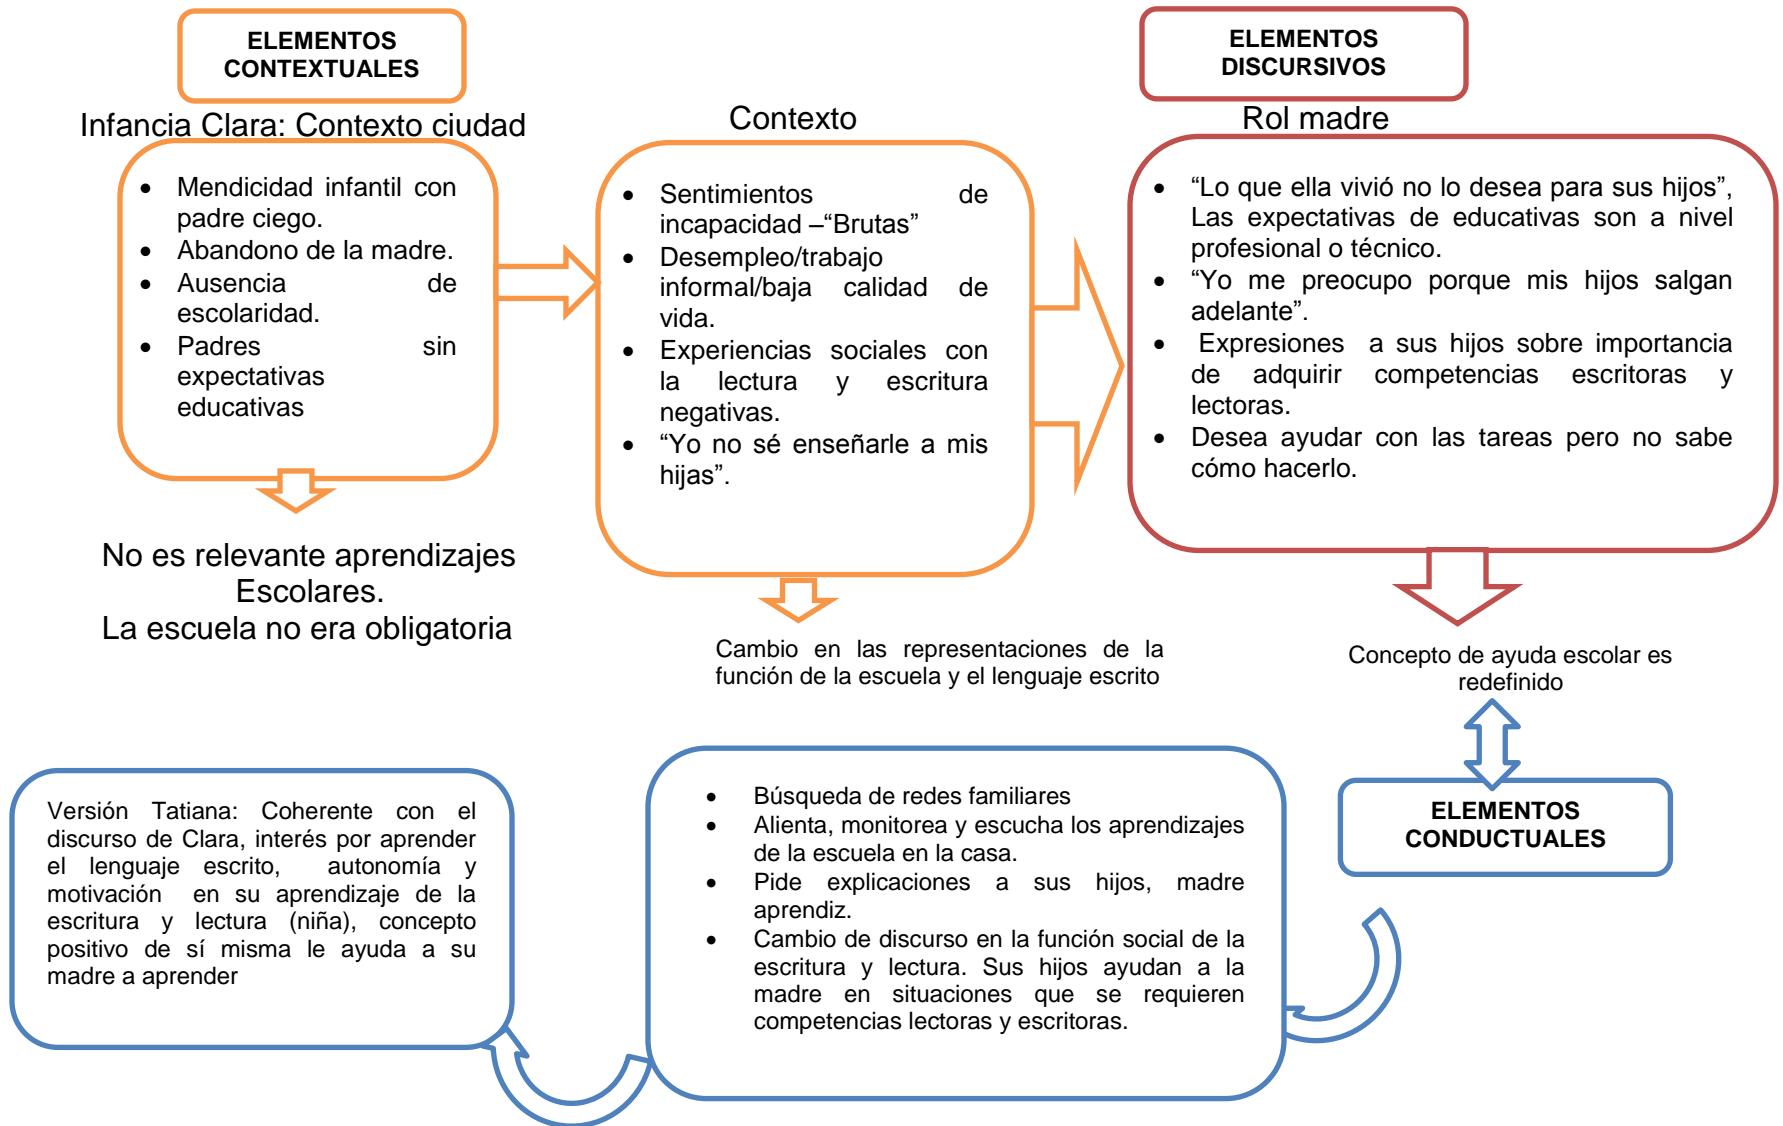 ELEMENTOS
CONTEXTUALES
Infancia Clara: Contexto ciudad
• Mendicidad infantil con
padre ciego.
• Abandono de la madre.
• Ausencia de
escolaridad.
• Padres sin
expectativas
educativas
No es relevante aprendizajes
Escolares.
La escuela no era obligatoria
Contexto
• Sentimientos de
incapacidad –“Brutas”
• Desempleo/trabajo
informal/baja calidad de
vida.
• Experiencias sociales con
la lectura y escritura
negativas.
• “Yo no sé enseñarle a mis
hijas”.
Cambio en las representaciones de la
función de la escuela y el lenguaje escrito
ELEMENTOS
DISCURSIVOS
Rol madre
• “Lo que ella vivió no lo desea para sus hijos”,
Las expectativas de educativas son a nivel
profesional o técnico.
• “Yo me preocupo porque mis hijos salgan
adelante”.
• Expresiones a sus hijos sobre importancia
de adquirir competencias escritoras y
lectoras.
• Desea ayudar con las tareas pero no sabe
cómo hacerlo.
Concepto de ayuda escolar es
redefinido
ELEMENTOS
CONDUCTUALES
• Búsqueda de redes familiares
• Alienta, monitorea y escucha los aprendizajes
de la escuela en la casa.
• Pide explicaciones a sus hijos, madre
aprendiz.
• Cambio de discurso en la función social de la
escritura y lectura. Sus hijos ayudan a la
madre en situaciones que se requieren
competencias lectoras y escritoras.
Versión Tatiana: Coherente con el
discurso de Clara, interés por aprender
el lenguaje escrito, autonomía y
motivación en su aprendizaje de la
escritura y lectura (niña), concepto
positivo de sí misma le ayuda a su
madre a aprender